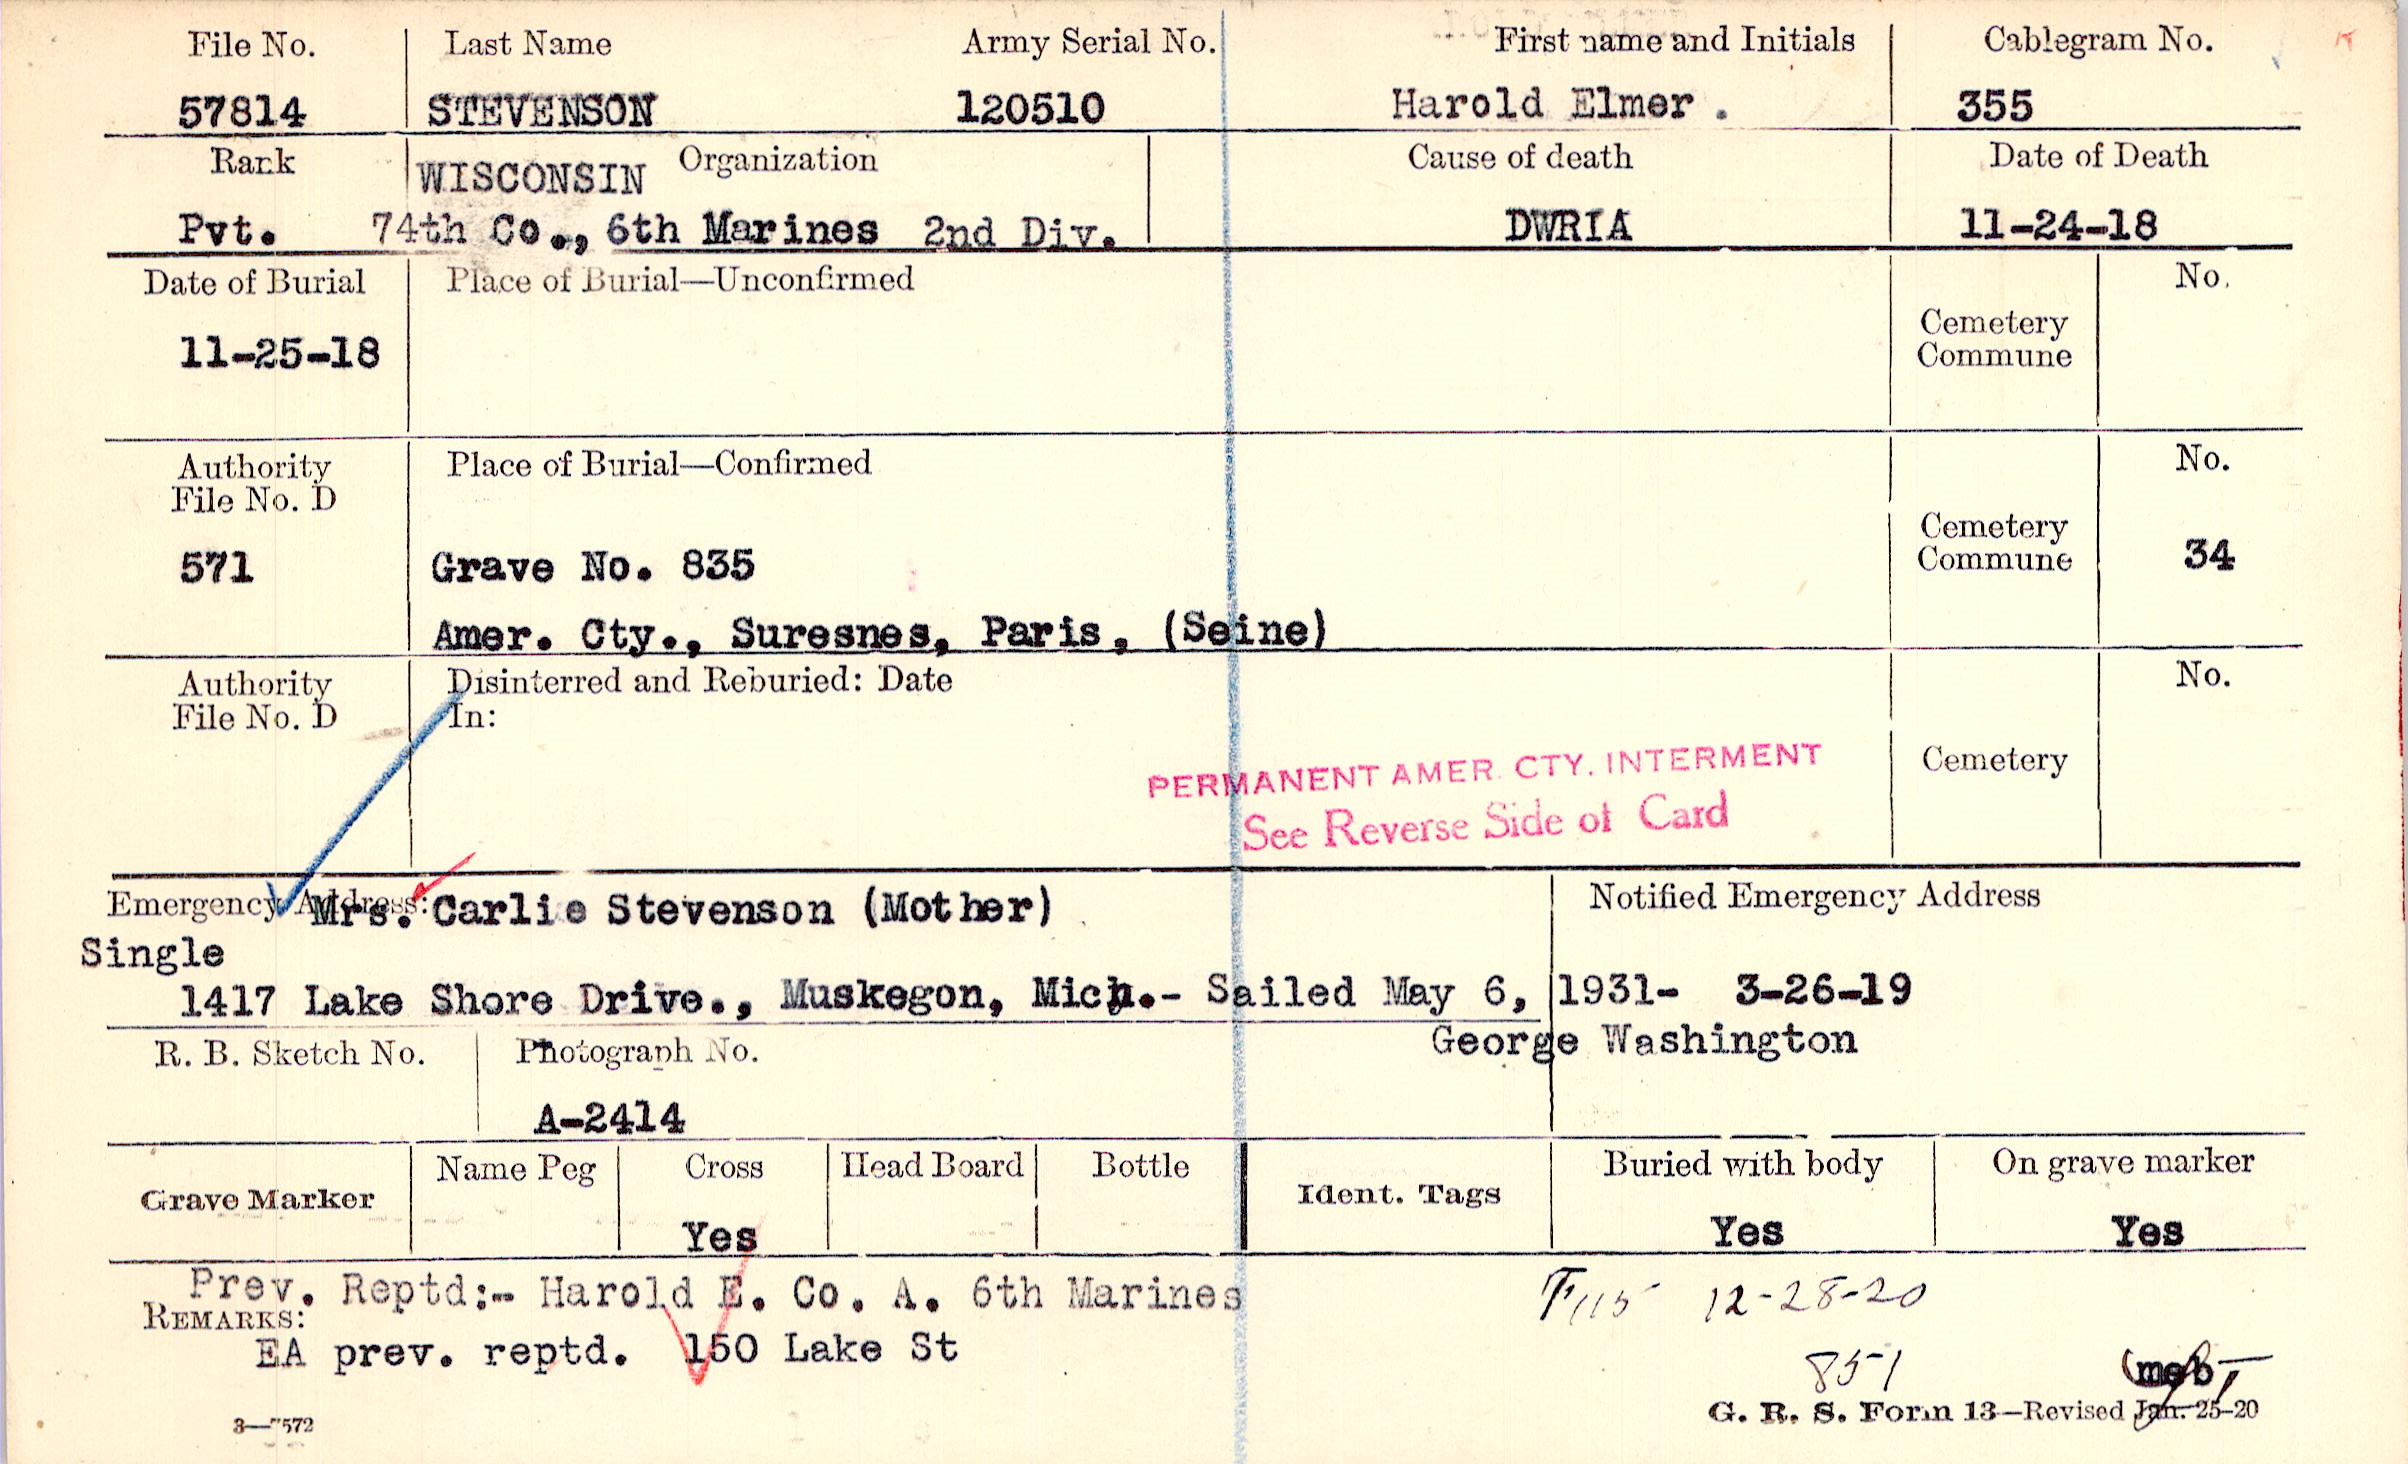 File No. Last Name Army Serial No. First name and Initials Cablegram No.
57814 STEVENSON 120510 Harold Elmer . 355
Rank WISCONSIN Organization Cause of death Date of Death
Pvt. 74th Co., 6th Marines 2nd Div. DWRIA 11-24-18
Date of Burial Place of Burial—Unconfirmed No.
11-25-18 Cemetery
Commune
Authority Place of Burial—Confirmed No.
File No. D
Cemetery
571 Grave No. 835 Commune 34
Amer. Cty., Suresnes, Paris, (Seine)
Authority Disinterred and Reburied: Date No.
File No. D In:
PERMANENT AMER. CTY. INTERMENT Cemetery
See Reverse Side of Card
Emergency Address: Mrs. Carlie Stevenson (Mother) Notified Emergency Address
Single
1417 Lake Shore Drive., Muskegon, Mich.- Sailed May 6, 1931- 3-26-19
George Washington
R. B. Sketch No. Photograph No.
A-2414
Grave Marker Name Peg Cross Head Board Bottle Ident. Tags Buried with body On grave marker
Yes Yes Yes
Prev. Reptd:- Harold E. Co. A. 6th Marines 12-28-20
REMARKS:
EA prev. reptd. 150 Lake St 851 meb
3—7572 G. R. S. Form 13—Revised Jan. 25-20